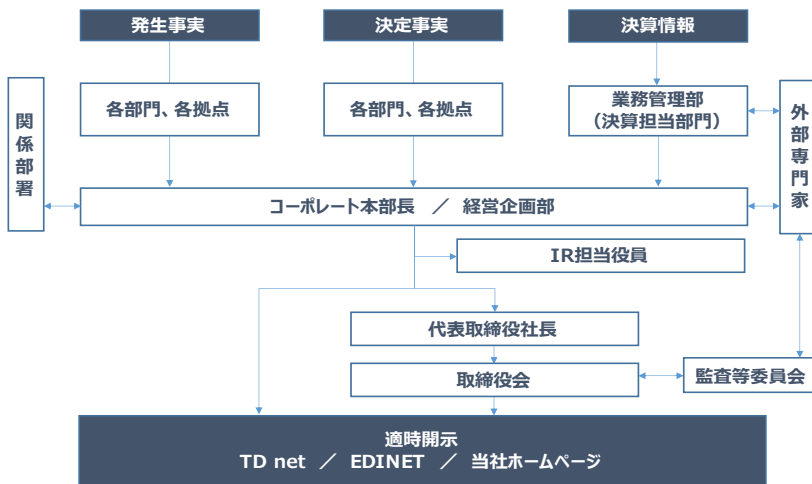 発生事実
決定事実
決算情報
関係部署
各部門、各拠点
各部門、各拠点
業務管理部
（決算担当部門）
外部専門家
コーポレート本部長 ／ 経営企画部
IR担当役員
代表取締役社長
取締役会
監査等委員会
適時開示
TD net ／ EDINET ／ 当社ホームページ